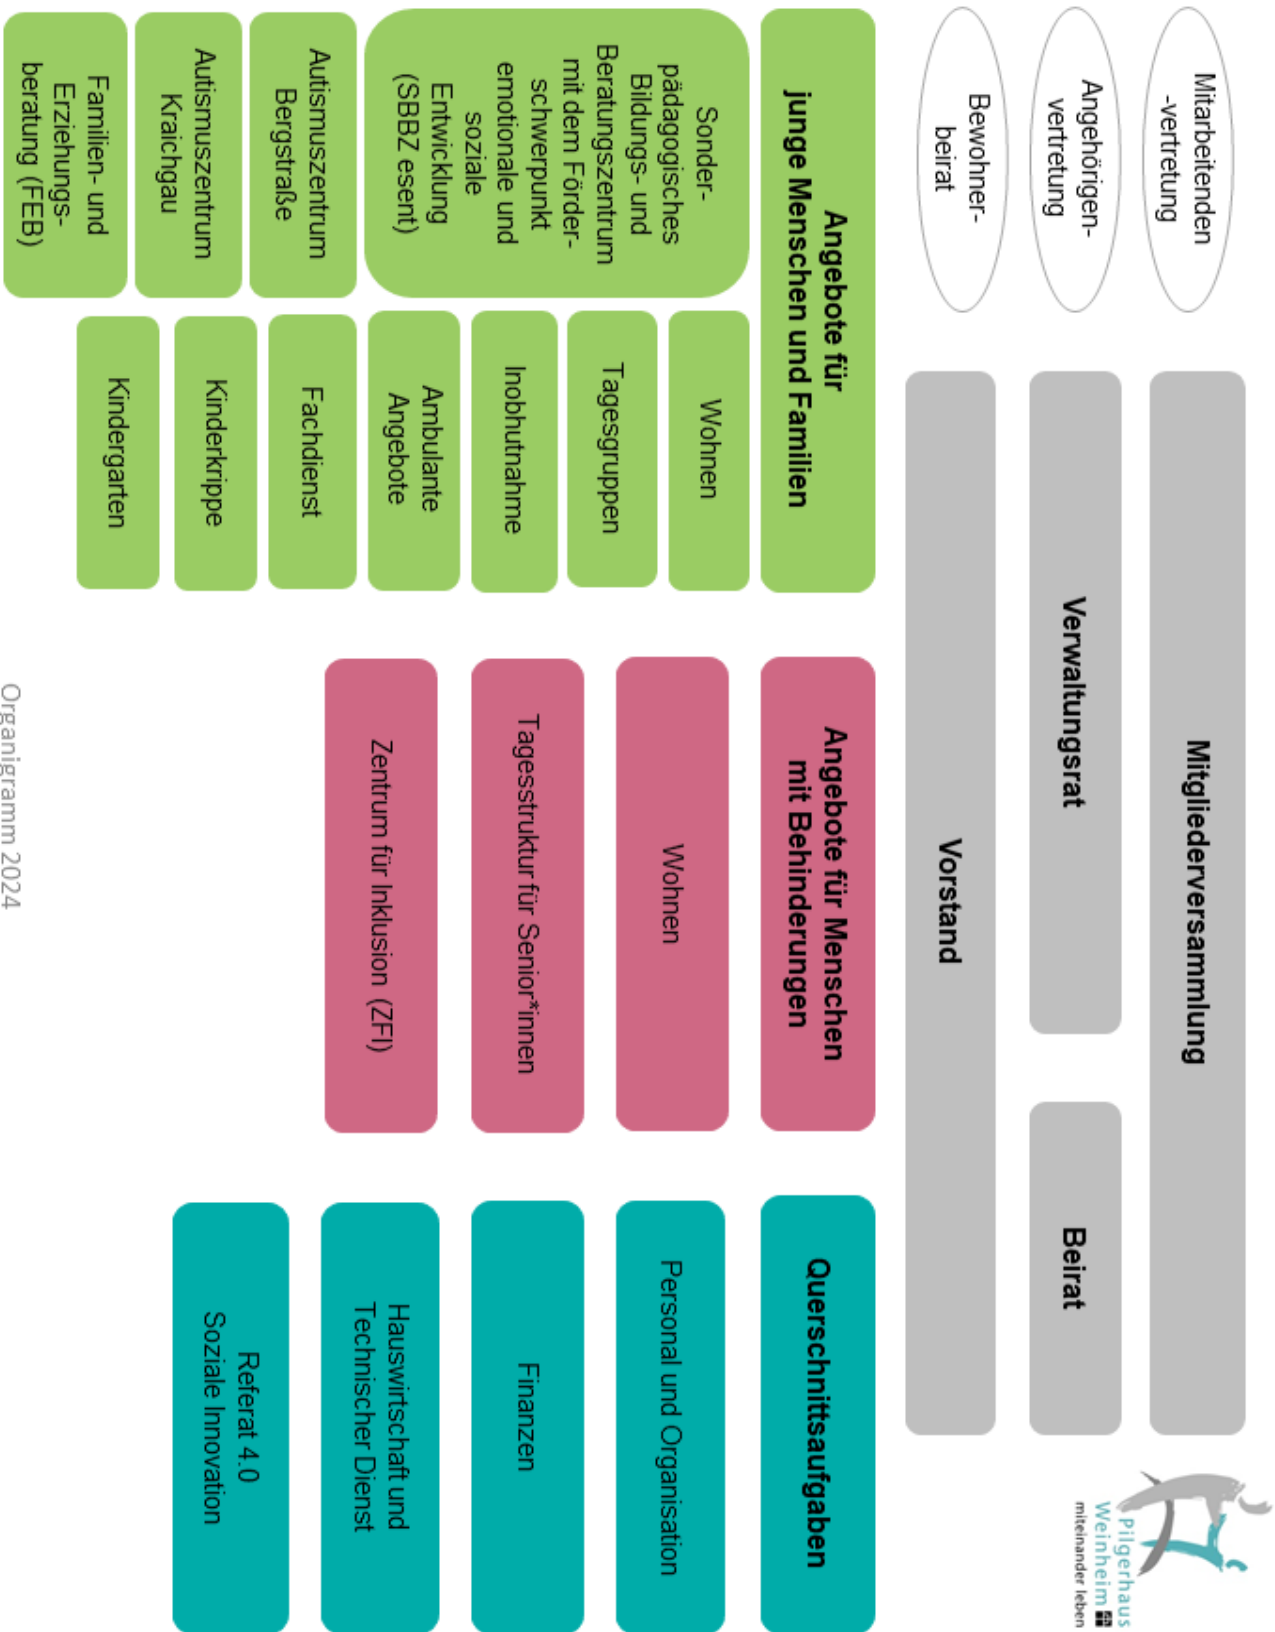 Mitarbeitenden
-vertretung
Angehörigen-
vertretung
Bewohner-
beirat
Mitgliederversammlung
Verwaltungsrat
Beirat
Vorstand
Pilgerhaus
Weinheim
miteinander leben
Angebote für
junge Menschen und Familien
Sonder-
pädagogisches
Bildungs- und
Beratungszentrum
mit dem Förder-
schwerpunkt
emotionale und
soziale
Entwicklung
(SBBZ esent)
Autismuszentrum
Bergstraße
Autismuszentrum
Kraichgau
Familien- und
Erziehungs-
beratung (FEB)
Wohnen
Tagesgruppen
Inobhutnahme
Ambulante
Angebote
Fachdienst
Kinderkrippe
Kindergarten
Angebote für Menschen
mit Behinderungen
Wohnen
Tagesstruktur für Senior*innen
Zentrum für Inklusion (ZFI)
Querschnittsaufgaben
Personal und Organisation
Finanzen
Hauswirtschaft und
Technischer Dienst
Referat 4.0
Soziale Innovation
Organigramm 2024